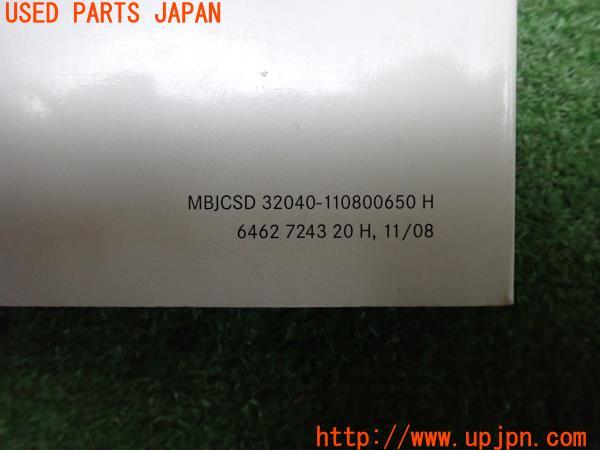 USED PARTS JAPAN
MBJCSD 32040-110800650 H
6462 7243 20 H, 11/08
http://www.upjpn.com/